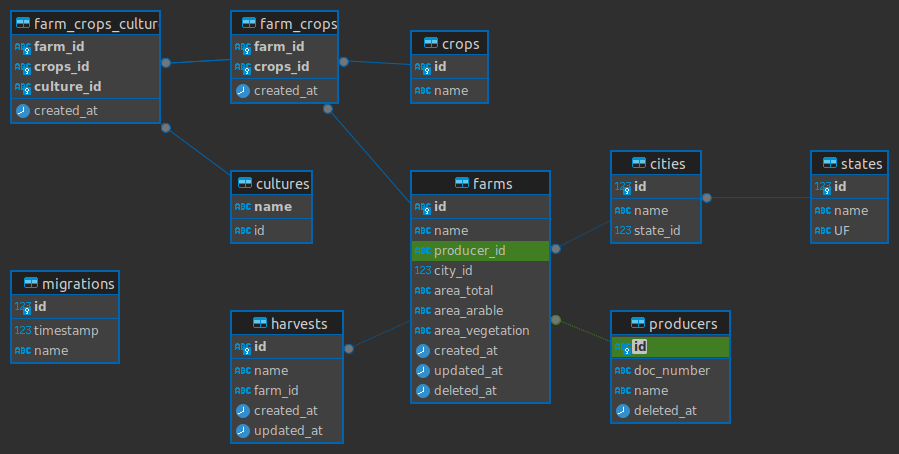 farm_crops_cultur
ABC farm_id
ABC crops_id
ABC culture_id
created_at
farm_crops
ABC farm_id
ABC crops_id
created_at
crops
ABC id
ABC name
cultures
ABC name
ABC id
farms
ABC id
ABC name
ABC producer_id
123 city_id
ABC area_total
ABC area_arable
ABC area_vegetation
created_at
updated_at
deleted_at
cities
123 id
ABC name
123 state_id
states
123 id
ABC name
ABC UF
migrations
123 id
123 timestamp
ABC name
harvests
ABC id
ABC name
ABC farm_id
created_at
updated_at
producers
ABC id
ABC doc_number
ABC name
deleted_at